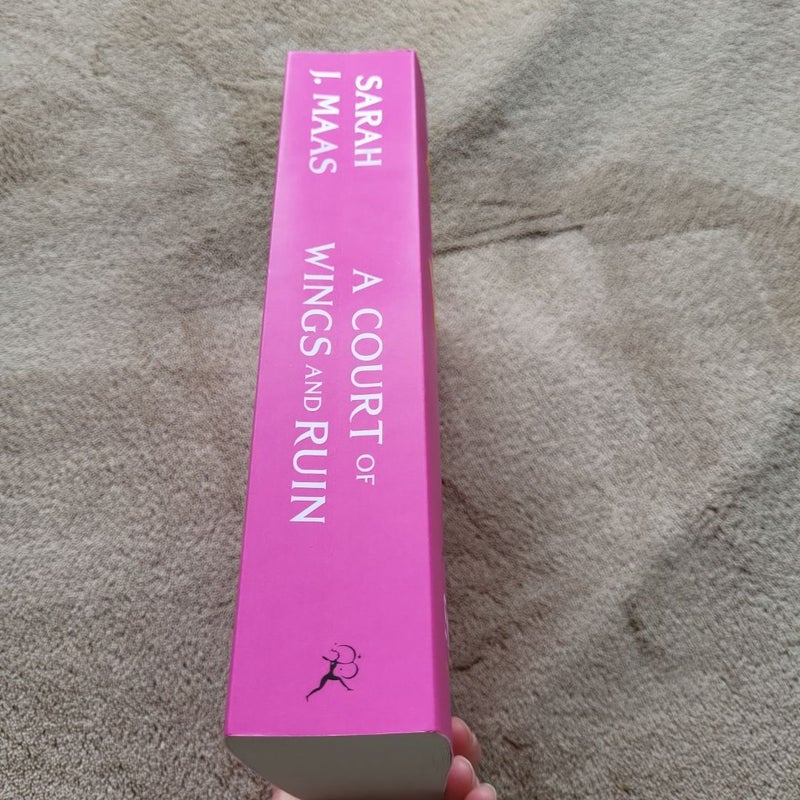 SARAH
J. MAAS
A COURT OF
WINGS AND RUIN